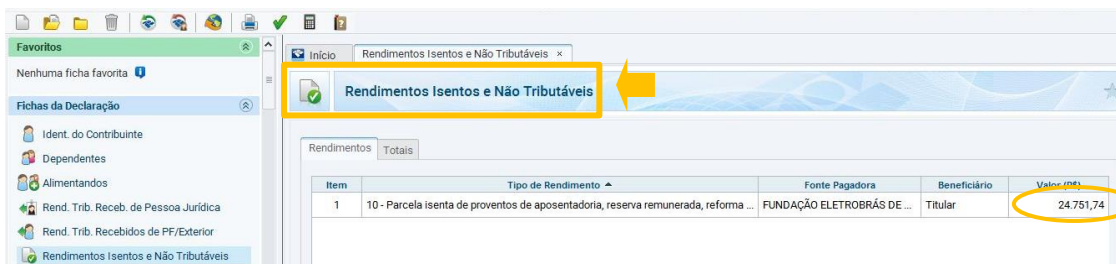 Favoritos
Nenhuma ficha favorita
Fichas da Declaração
Ident. do Contribuinte
Dependentes
Alimentandos
Rend. Trib. Receb. de Pessoa Jurídica
Rend. Trib. Recebidos de PF/Exterior
Rendimentos Isentos e Não Tributáveis
Início
Rendimentos Isentos e Não Tributáveis ×
Rendimentos Isentos e Não Tributáveis
Rendimentos Totais
Item Tipo de Rendimento Fonte Pagadora Beneficiário Valor (R$)
1 10 - Parcela isenta de proventos de aposentadoria, reserva remunerada, reforma ... FUNDAÇÃO ELETROBRÁS DE ... Titular 24.751,74